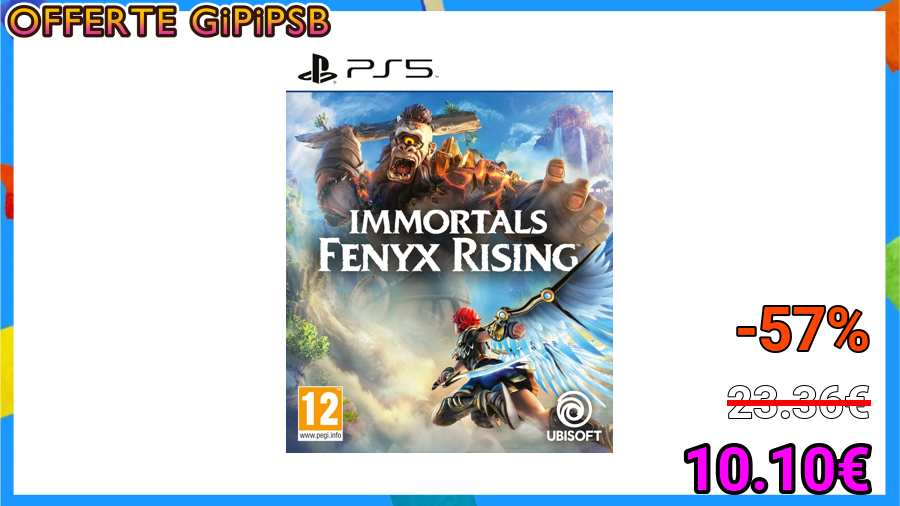 OFFERTE GiPiPSB
PS5
IMMORTALS
FENYX RISING
12
www.pegi.info
UBISOFT
-57%
23.36€
10.10€